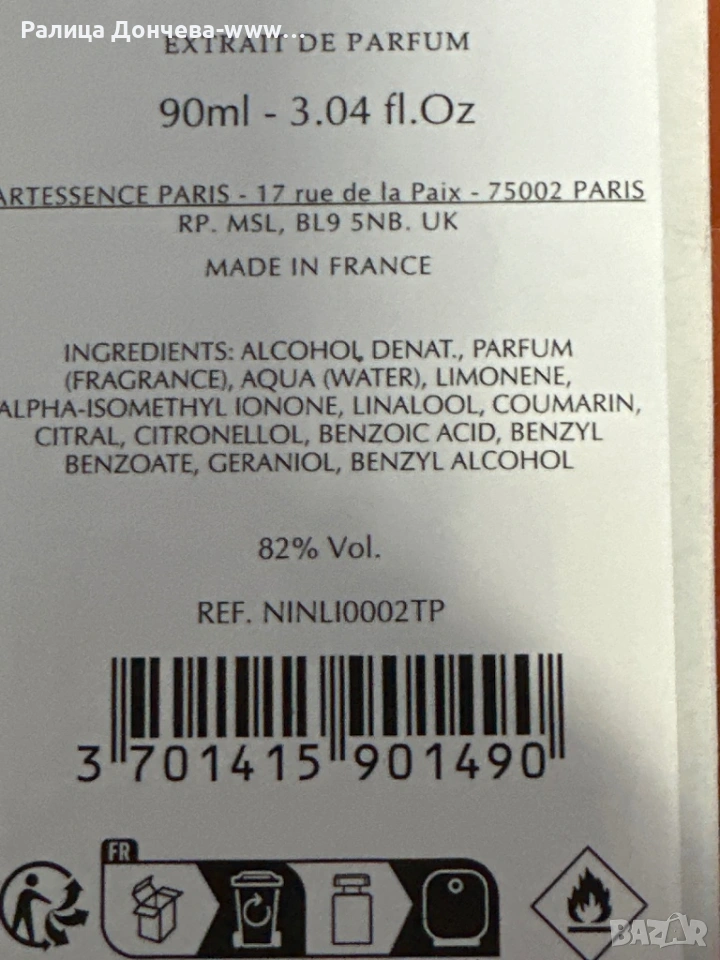 Ралица Дончева-www...
EXTRAIT DE PARFUM
90ml - 3.04 fl.Oz
ARTESSENCE PARIS - 17 rue de la Paix - 75002 PARIS
RP. MSL, BL9 5NB. UK
MADE IN FRANCE
INGREDIENTS: ALCOHOL DENAT., PARFUM
(FRAGRANCE), AQUA (WATER), LIMONENE,
ALPHA-ISOMETHYL IONONE, LINALOOL, COUMARIN,
CITRAL, CITRONELLOL, BENZOIC ACID, BENZYL
BENZOATE, GERANIOL, BENZYL ALCOHOL
82% Vol.
REF. NINLI0002TP
3 701415 901490
FR
BAZAR